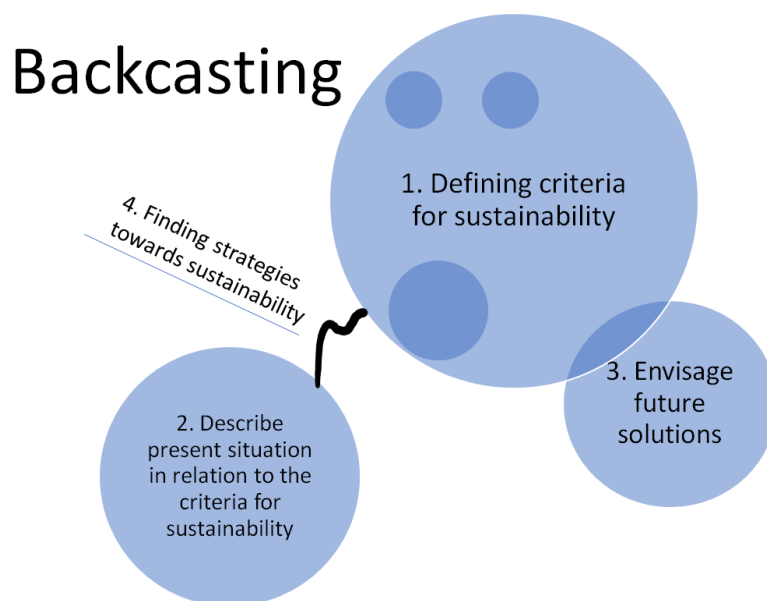 Backcasting
1. Defining criteria
for sustainability
4. Finding strategies
towards sustainability
3. Envisage
future
solutions
2. Describe
present situation
in relation to the
criteria for
sustainability